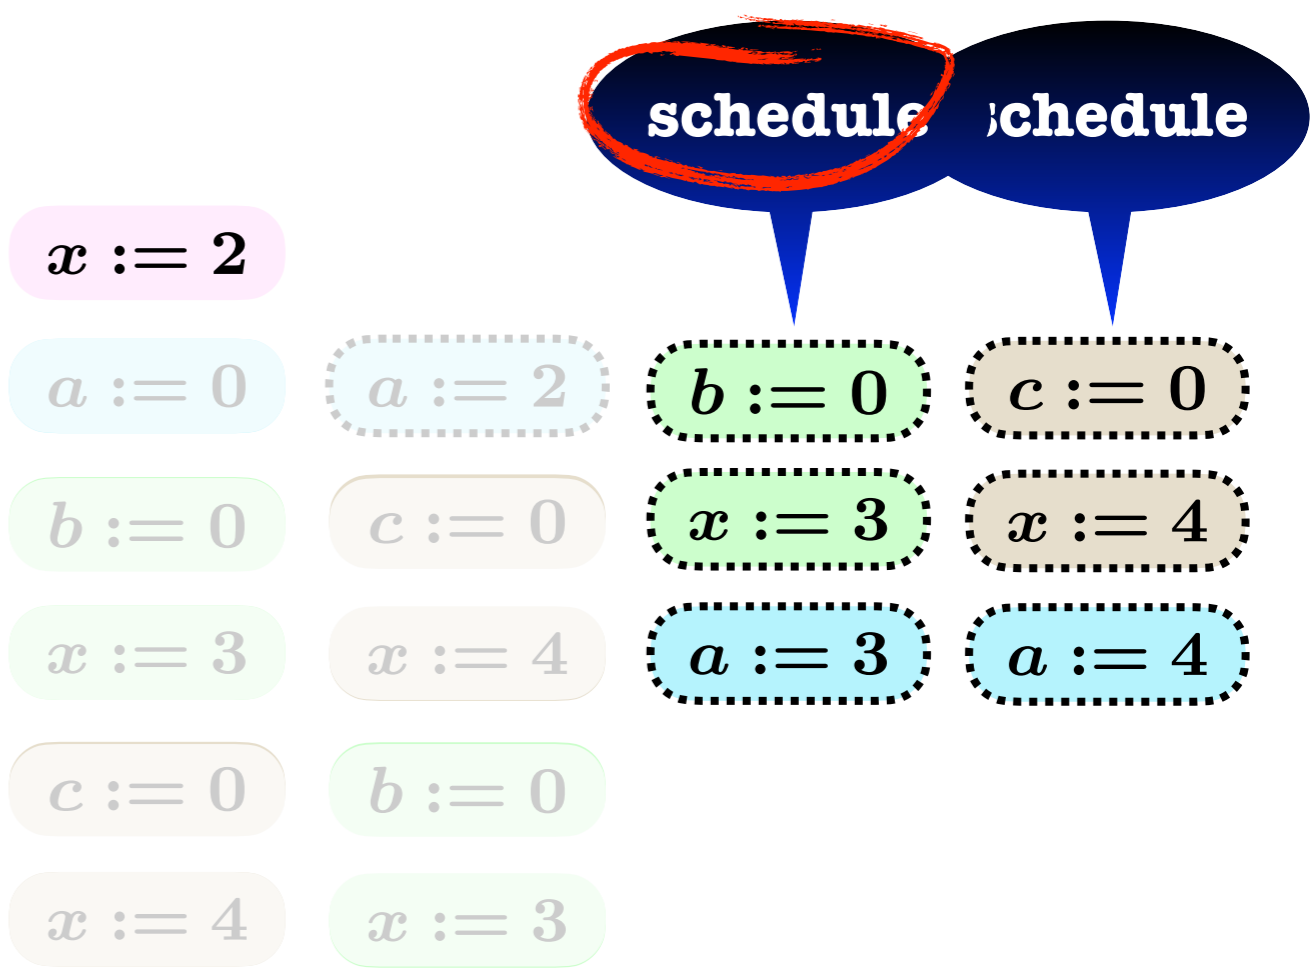 schedule schedule
x := 2
a := 0 a := 2 b := 0 c := 0
b := 0 c := 0 x := 3 x := 4
x := 3 x := 4 a := 3 a := 4
c := 0 b := 0
x := 4 x := 3